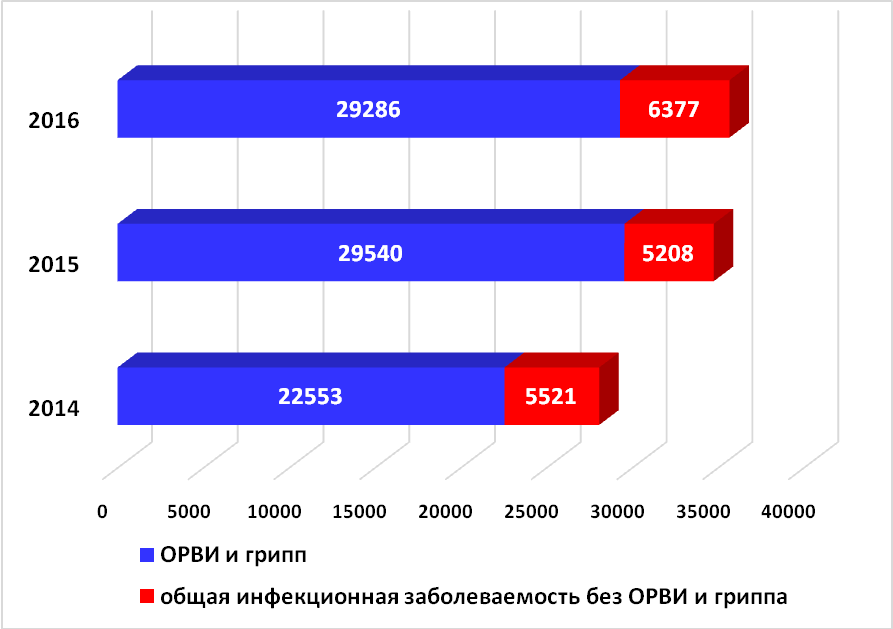 2016 29286 6377
2015 29540 5208
2014 22553 5521
0 5000 10000 15000 20000 25000 30000 35000 40000
ОРВИ и грипп
общая инфекционная заболеваемость без ОРВИ и гриппа